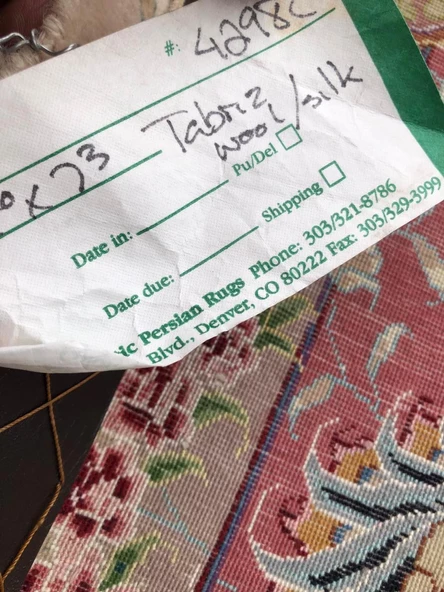 #: 4298C
x 23 Tabriz
wool/silk
Pu/Del
Date in:
Shipping
Date due:
ic Persian Rugs Phone: 303/321-8786
Blvd., Denver, CO 80222 Fax: 303/329-3999